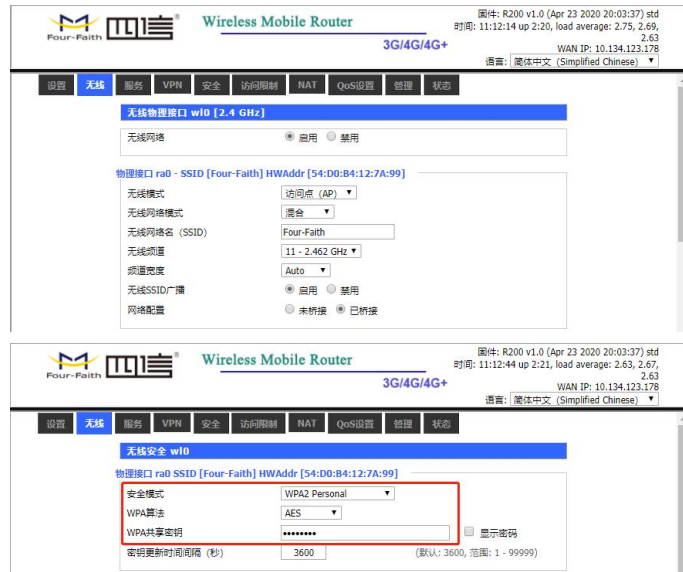 固件: R200 v1.0 (Apr 23 2020 20:03:37) std
Four-Faith 四信® Wireless Mobile Router
时间: 11:12:14 up 2:20, load average: 2.75, 2.69,
2.63
3G/4G/4G+
WAN IP: 10.134.123.178
语言: 简体中文 (Simplified Chinese)
设置 无线 服务 VPN 安全 访问限制 NAT QoS设置 管理 状态
无线物理接口 wl0 [2.4 GHz]
无线网络 启用 禁用
物理接口 ra0 - SSID [Four-Faith] HWAddr [54:D0:B4:12:7A:99]
无线模式 访问点 (AP)
无线网络模式 混合
无线网络名 (SSID) Four-Faith
无线频道 11 - 2.462 GHz
频道宽度 Auto
无线SSID广播 启用 禁用
网络配置 未桥接 已桥接
固件: R200 v1.0 (Apr 23 2020 20:03:37) std
Four-Faith 四信® Wireless Mobile Router
时间: 11:12:44 up 2:21, load average: 2.63, 2.67,
2.63
3G/4G/4G+
WAN IP: 10.134.123.178
语言: 简体中文 (Simplified Chinese)
设置 无线 服务 VPN 安全 访问限制 NAT QoS设置 管理 状态
无线安全 wl0
物理接口 ra0 SSID [Four-Faith] HWAddr [54:D0:B4:12:7A:99]
安全模式 WPA2 Personal
WPA算法 AES
WPA共享密钥 •••••••• 显示密码
密钥更新时间间隔 (秒) 3600 (默认: 3600, 范围: 1 - 99999)